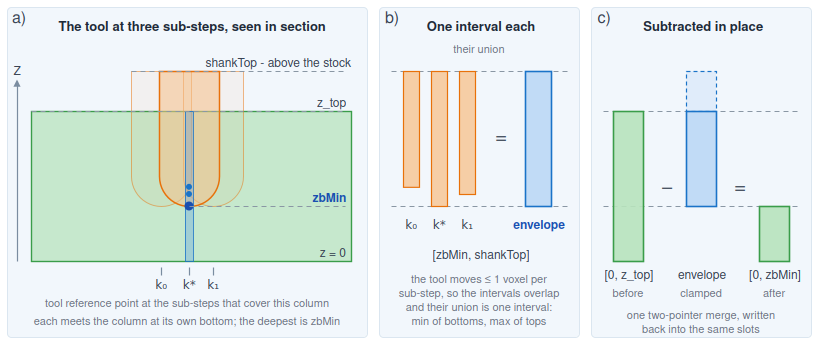 a)
The tool at three sub-steps, seen in section
shankTop - above the stock
Z
z_top
zbMin
z = 0
k₀ k* k₁
tool reference point at the sub-steps that cover this column
each meets the column at its own bottom; the deepest is zbMin
b)
One interval each
their union
=
k₀ k* k₁ envelope
[zbMin, shankTop]
the tool moves ≤ 1 voxel per
sub-step, so the intervals overlap
and their union is one interval:
min of bottoms, max of tops
c)
Subtracted in place
− =
[0, z_top] envelope [0, zbMin]
before clamped after
one two-pointer merge, written
back into the same slots